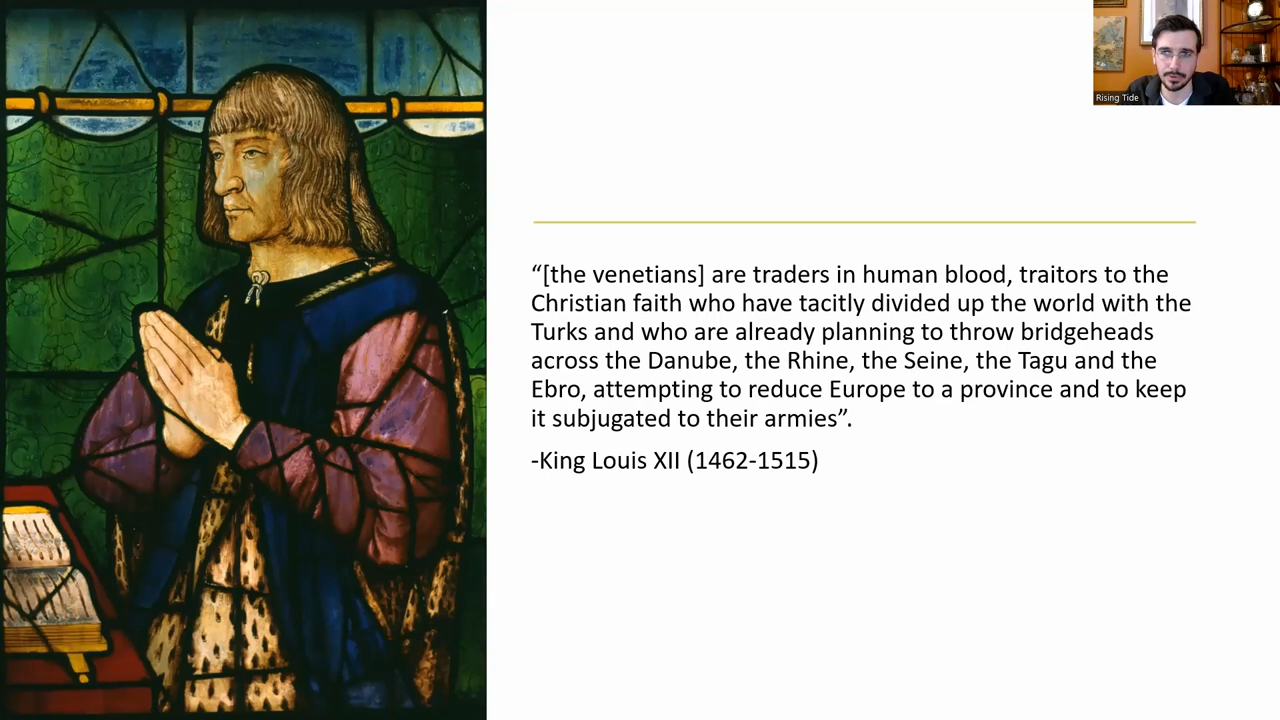 Rising Tide
“[the venetians] are traders in human blood, traitors to the
Christian faith who have tacitly divided up the world with the
Turks and who are already planning to throw bridgeheads
across the Danube, the Rhine, the Seine, the Tagu and the
Ebro, attempting to reduce Europe to a province and to keep
it subjugated to their armies”.
-King Louis XII (1462-1515)